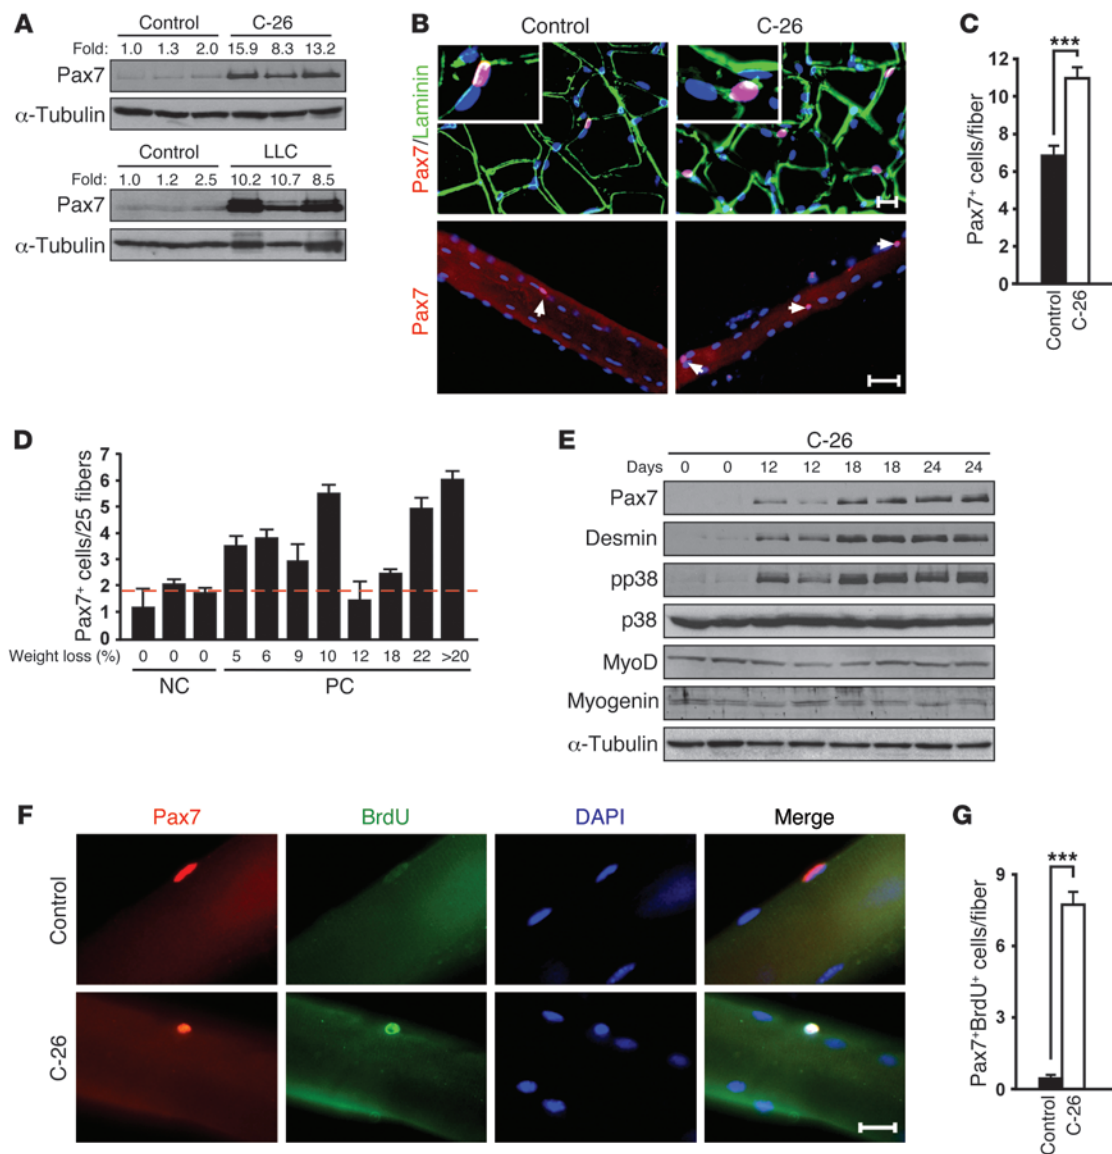 A
Control C-26
Fold: 1.0 1.3 2.0 15.9 8.3 13.2
Pax7
α-Tubulin
Control LLC
Fold: 1.0 1.2 2.5 10.2 10.7 8.5
Pax7
α-Tubulin
B
Control C-26
Pax7/Laminin
Pax7
C
***
Pax7+ cells/fiber
12
10
8
6
4
2
0
Control
C-26
D
Pax7+ cells/25 fibers
7
6
5
4
3
2
1
0
Weight loss (%) 0 0 0 5 6 9 10 12 18 22 >20
NC PC
E
C-26
Days 0 0 12 12 18 18 24 24
Pax7
Desmin
pp38
p38
MyoD
Myogenin
α-Tubulin
F
Pax7 BrdU DAPI Merge
Control
C-26
G
***
Pax7+BrdU+ cells/fiber
9
6
3
0
Control
C-26